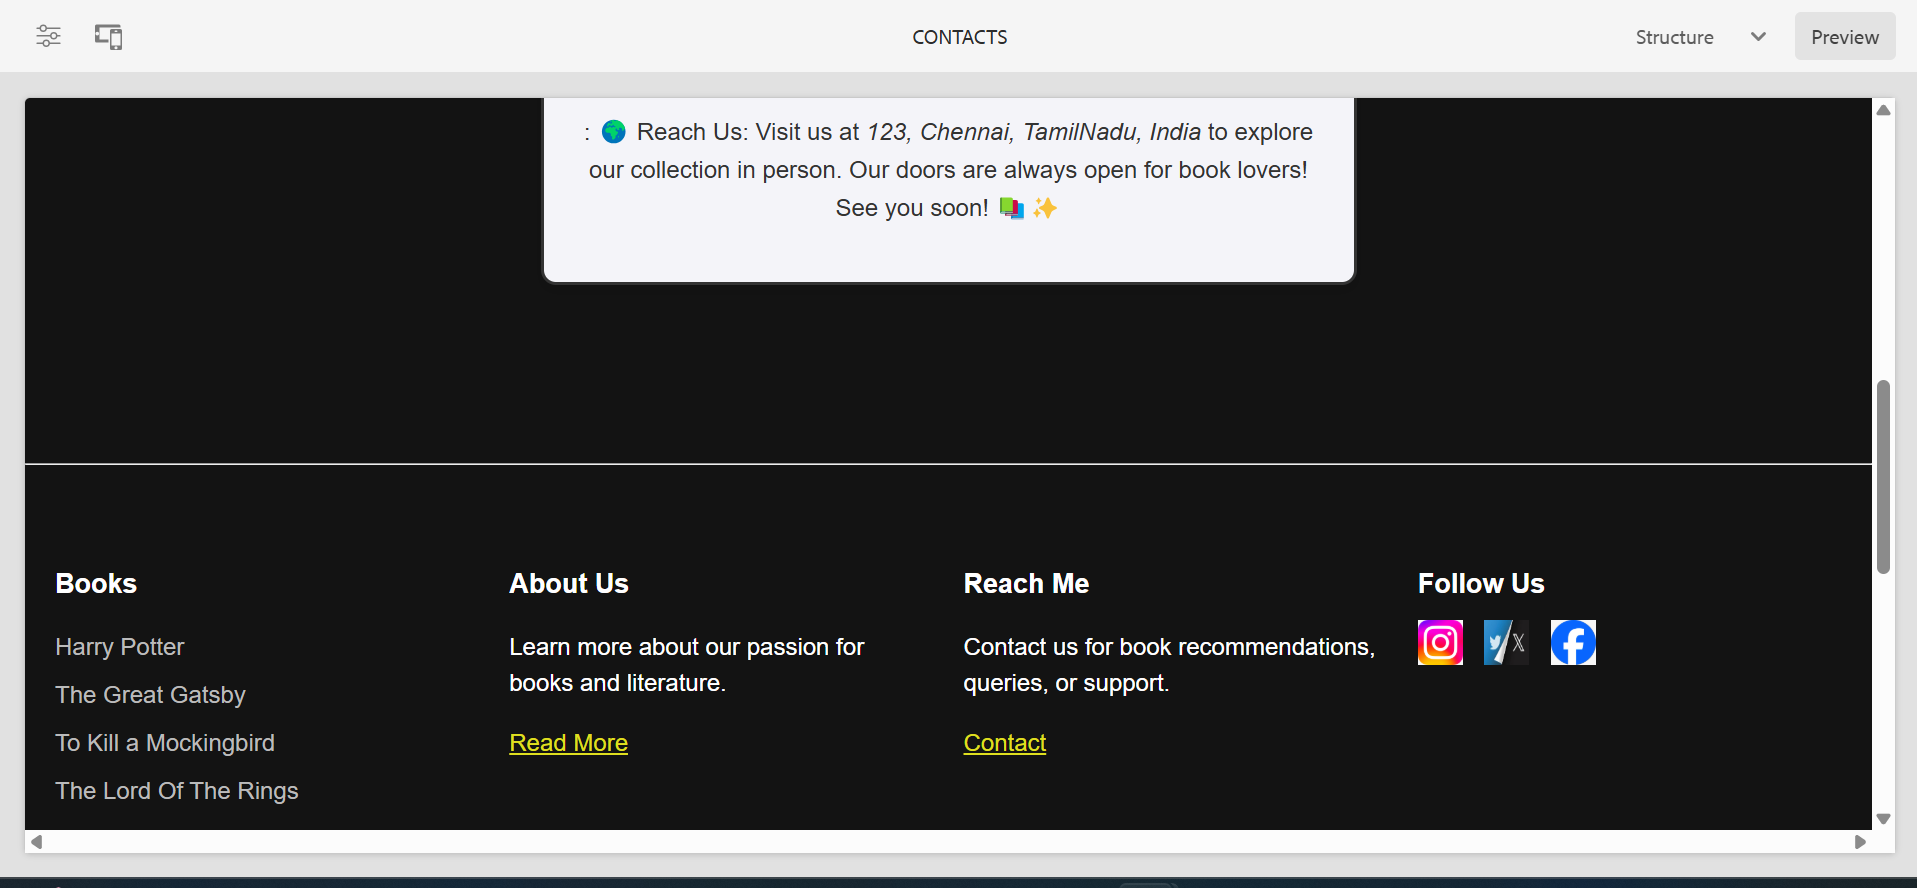 CONTACTS
Structure
Preview
: 🌍 Reach Us: Visit us at 123, Chennai, TamilNadu, India to explore
our collection in person. Our doors are always open for book lovers!
See you soon! 📚 ✨
Books
Harry Potter
The Great Gatsby
To Kill a Mockingbird
The Lord Of The Rings
About Us
Learn more about our passion for
books and literature.
Read More
Reach Me
Contact us for book recommendations,
queries, or support.
Contact
Follow Us